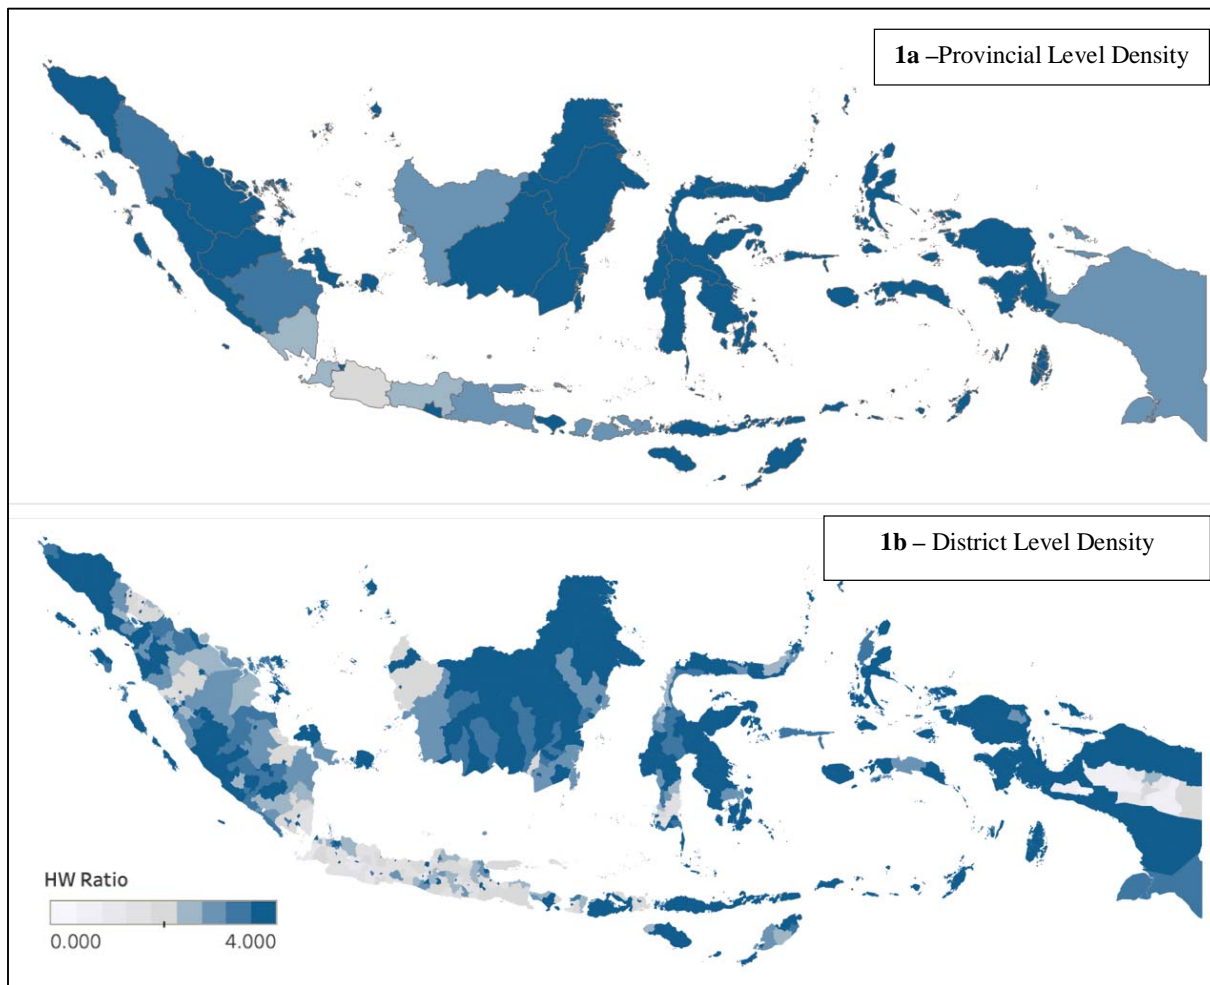 1a –Provincial Level Density
1b – District Level Density
HW Ratio
0.000 4.000